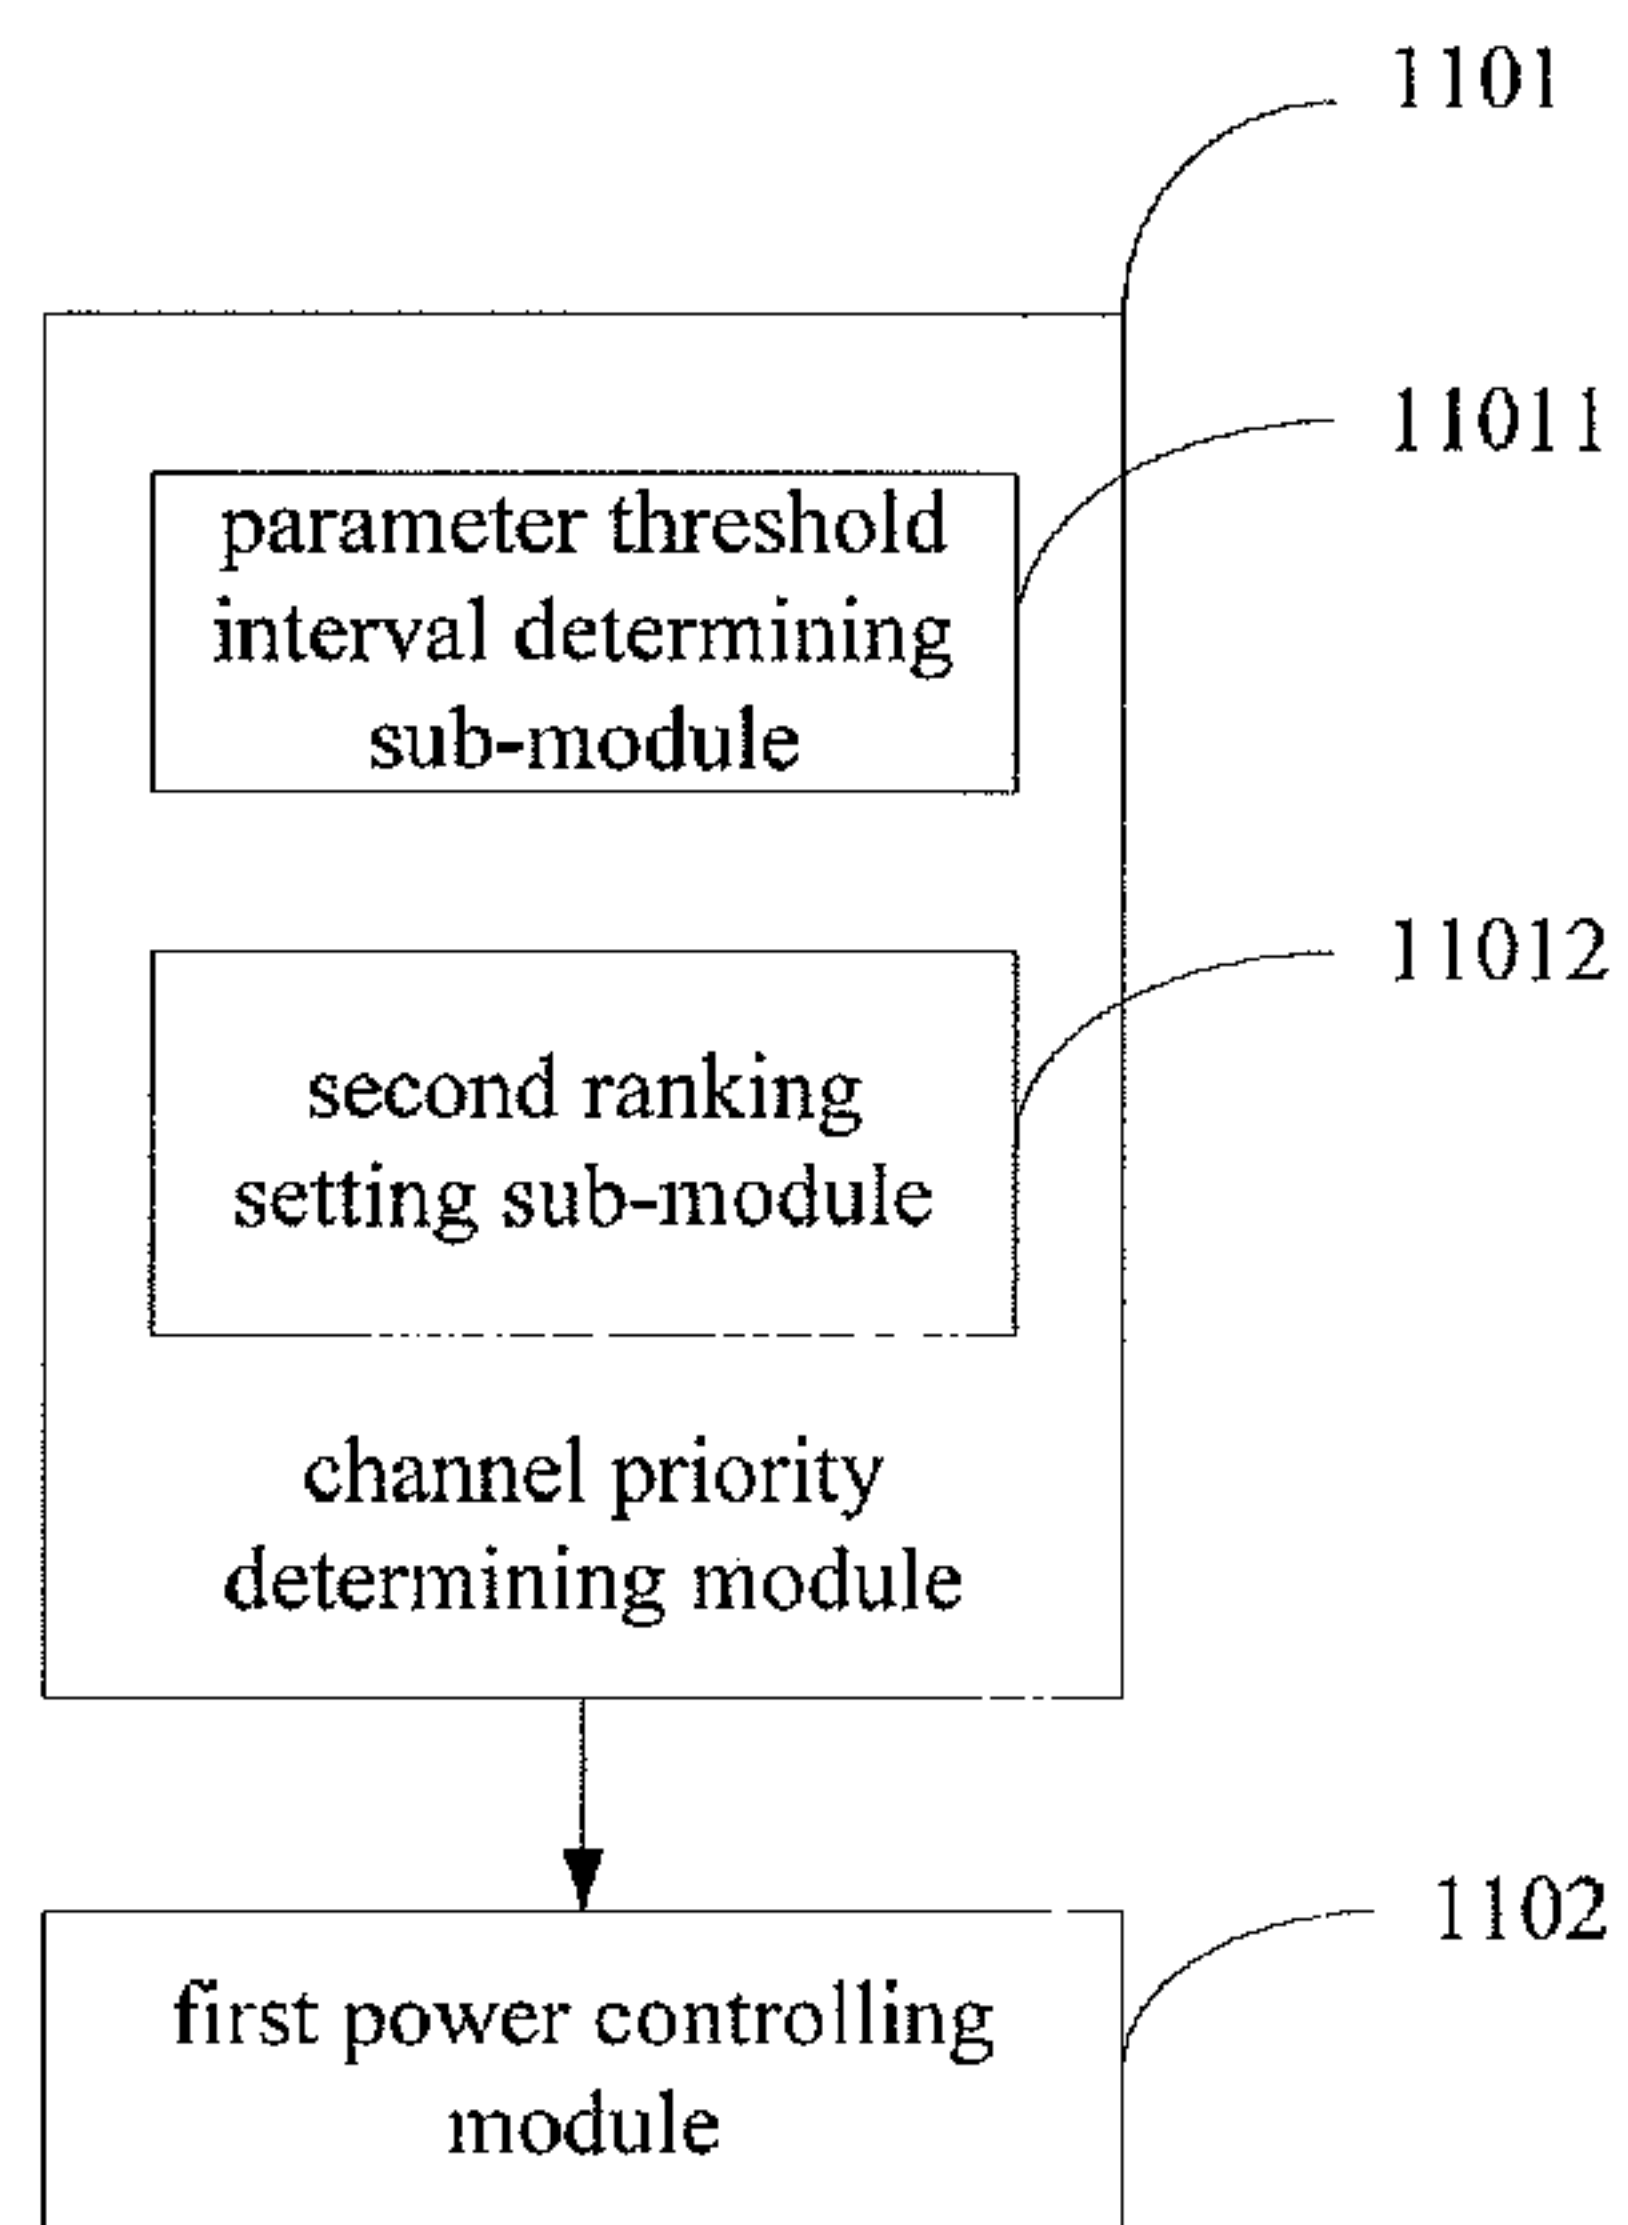 1101
11011
parameter threshold
interval determining
sub-module
11012
second ranking
setting sub-module
channel priority
determining module
1102
first power controlling
module